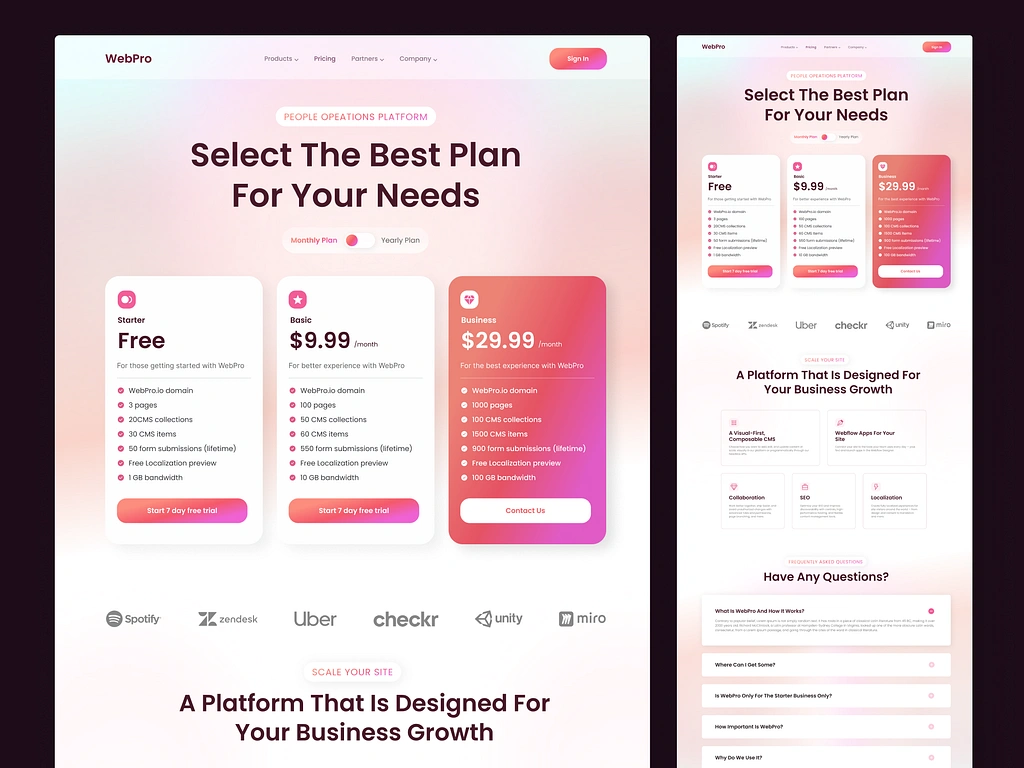 WebPro
Products
Pricing
Partners
Company
Sign In
PEOPLE OPEATIONS PLATFORM
Select The Best Plan
For Your Needs
Monthly Plan
Yearly Plan
Starter
Free
For those getting started with WebPro
WebPro.io domain
3 pages
20CMS collections
30 CMS items
50 form submissions (lifetime)
Free Localization preview
1 GB bandwidth
Start 7 day free trial
Basic
$9.99 /month
For better experience with WebPro
WebPro.io domain
100 pages
50 CMS collections
60 CMS items
550 form submissions (lifetime)
Free Localization preview
10 GB bandwidth
Start 7 day free trial
Business
$29.99 /month
For the best experience with WebPro
WebPro.io domain
1000 pages
100 CMS collections
1500 CMS items
900 form submissions (lifetime)
Free Localization preview
100 GB bandwidth
Contact Us
Spotify
zendesk
Uber
checkr
unity
miro
SCALE YOUR SITE
A Platform That Is Designed For
Your Business Growth
WebPro
Products
Pricing
Partners
Company
Sign In
PEOPLE OPEATIONS PLATFORM
Select The Best Plan
For Your Needs
Monthly Plan
Yearly Plan
Starter
Free
For those getting started with WebPro
WebPro.io domain
3 pages
20CMS collections
30 CMS items
50 form submissions (lifetime)
Free Localization preview
1 GB bandwidth
Start 7 day free trial
Basic
$9.99 /month
For better experience with WebPro
WebPro.io domain
100 pages
50 CMS collections
60 CMS items
550 form submissions (lifetime)
Free Localization preview
10 GB bandwidth
Start 7 day free trial
Business
$29.99 /month
For the best experience with WebPro
WebPro.io domain
1000 pages
100 CMS collections
1500 CMS items
900 form submissions (lifetime)
Free Localization preview
100 GB bandwidth
Contact Us
Spotify
zendesk
Uber
checkr
unity
miro
SCALE YOUR SITE
A Platform That Is Designed For
Your Business Growth
A Visual-First,
Composable CMS
Webflow Apps For Your
Site
Collaboration
SEO
Localization
FREQUENTLY ASKED QUESTIONS
Have Any Questions?
What Is WebPro And How It Works?
Where Can I Get Some?
Is WebPro Only For The Starter Business Only?
How Important Is WebPro?
Why Do We Use It?